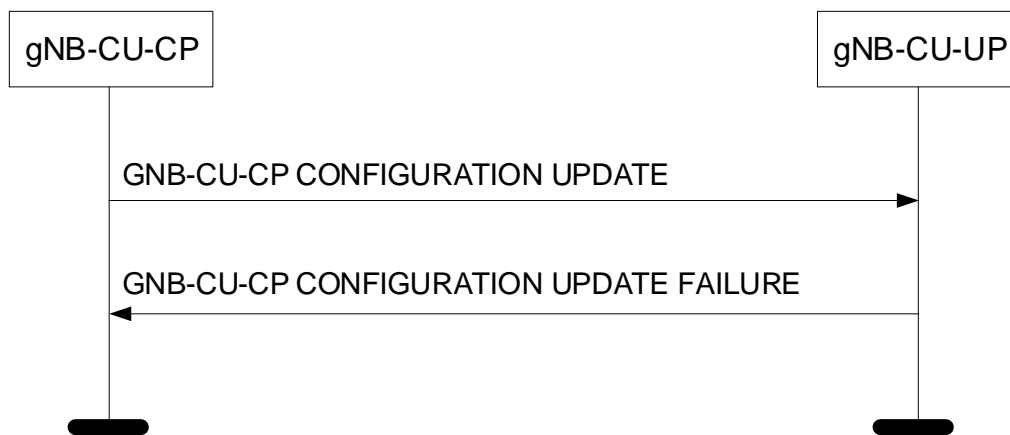 gNB-CU-CP
gNB-CU-UP
GNB-CU-CP CONFIGURATION UPDATE
GNB-CU-CP CONFIGURATION UPDATE FAILURE